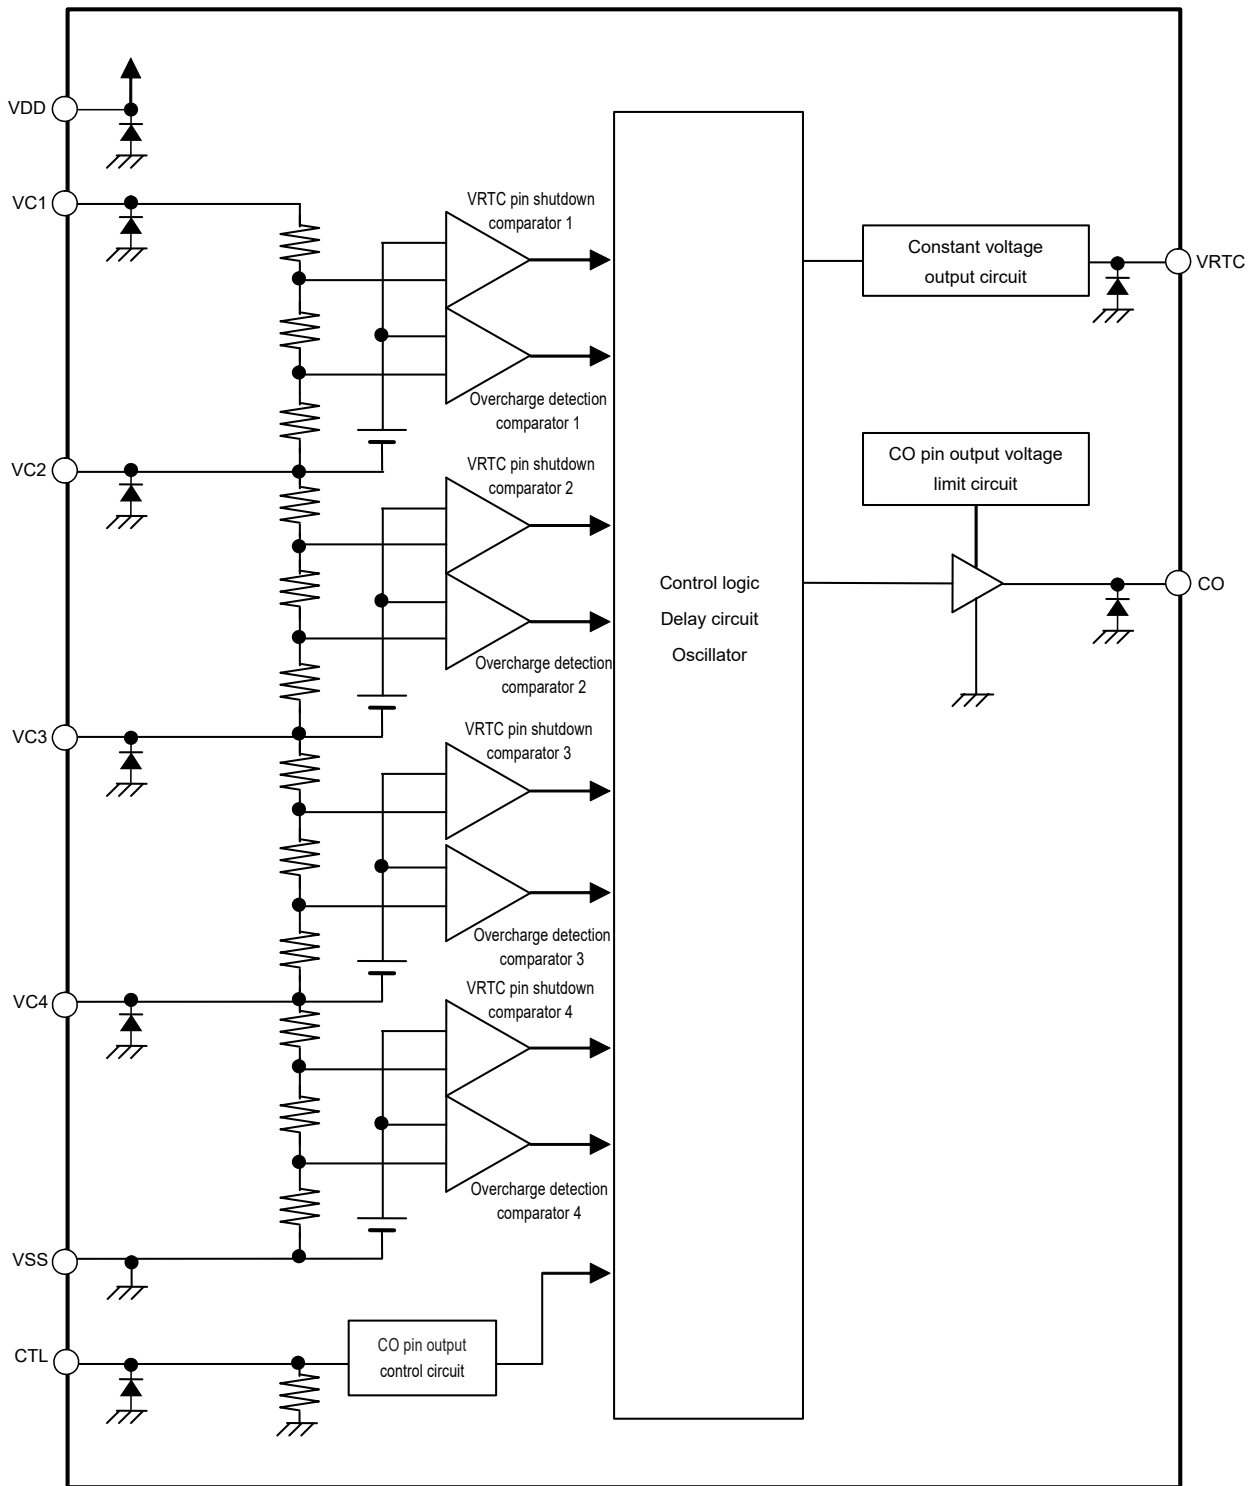 VDD
VC1
VRTC pin shutdown
comparator 1
Overcharge detection
comparator 1
VC2
VRTC pin shutdown
comparator 2
Overcharge detection
comparator 2
VC3
VRTC pin shutdown
comparator 3
Overcharge detection
comparator 3
VC4
VRTC pin shutdown
comparator 4
Overcharge detection
comparator 4
VSS
CTL
CO pin output
control circuit
Control logic
Delay circuit
Oscillator
Constant voltage
output circuit
VRTC
CO pin output voltage
limit circuit
CO